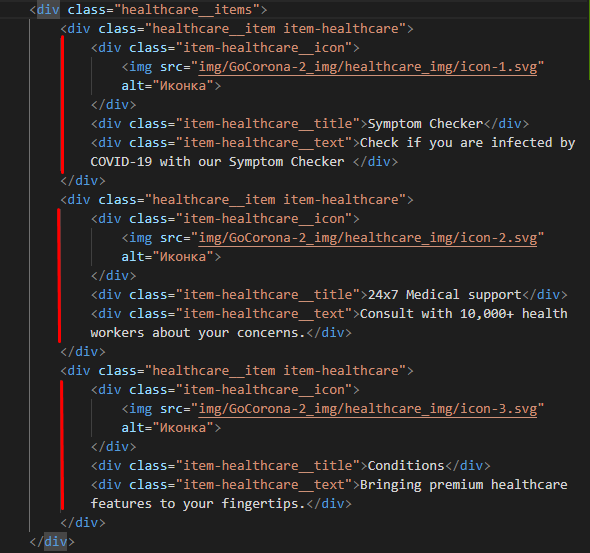 <div class="healthcare__items">
<div class="healthcare__item item-healthcare">
<div class="item-healthcare__icon">
<img src="img/GoCorona-2_img/healthcare_img/icon-1.svg"
alt="Иконка">
</div>
<div class="item-healthcare__title">Symptom Checker</div>
<div class="item-healthcare__text">Check if you are infected by
COVID-19 with our Symptom Checker </div>
</div>
<div class="healthcare__item item-healthcare">
<div class="item-healthcare__icon">
<img src="img/GoCorona-2_img/healthcare_img/icon-2.svg"
alt="Иконка">
</div>
<div class="item-healthcare__title">24x7 Medical support</div>
<div class="item-healthcare__text">Consult with 10,000+ health
workers about your concerns.</div>
</div>
<div class="healthcare__item item-healthcare">
<div class="item-healthcare__icon">
<img src="img/GoCorona-2_img/healthcare_img/icon-3.svg"
alt="Иконка">
</div>
<div class="item-healthcare__title">Conditions</div>
<div class="item-healthcare__text">Bringing premium healthcare
features to your fingertips.</div>
</div>
</div>